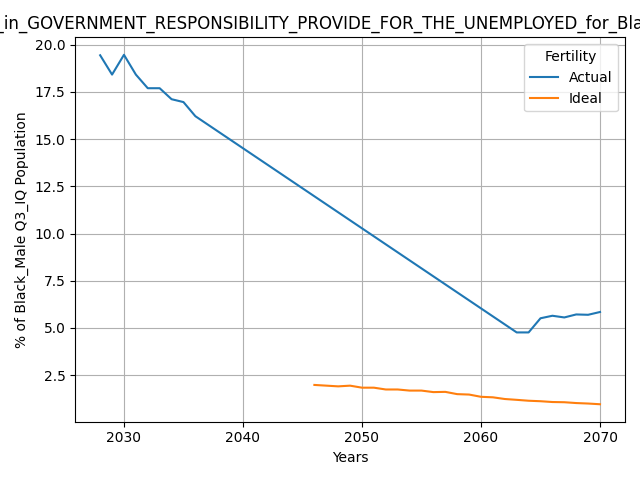 _in_GOVERNMENT_RESPONSIBILITY_PROVIDE_FOR_THE_UNEMPLOYED_for_Bla
20.0
17.5
15.0
12.5
10.0
7.5
5.0
2.5
% of Black_Male Q3_IQ Population
Fertility
Actual
Ideal
2030 2040 2050 2060 2070
Years